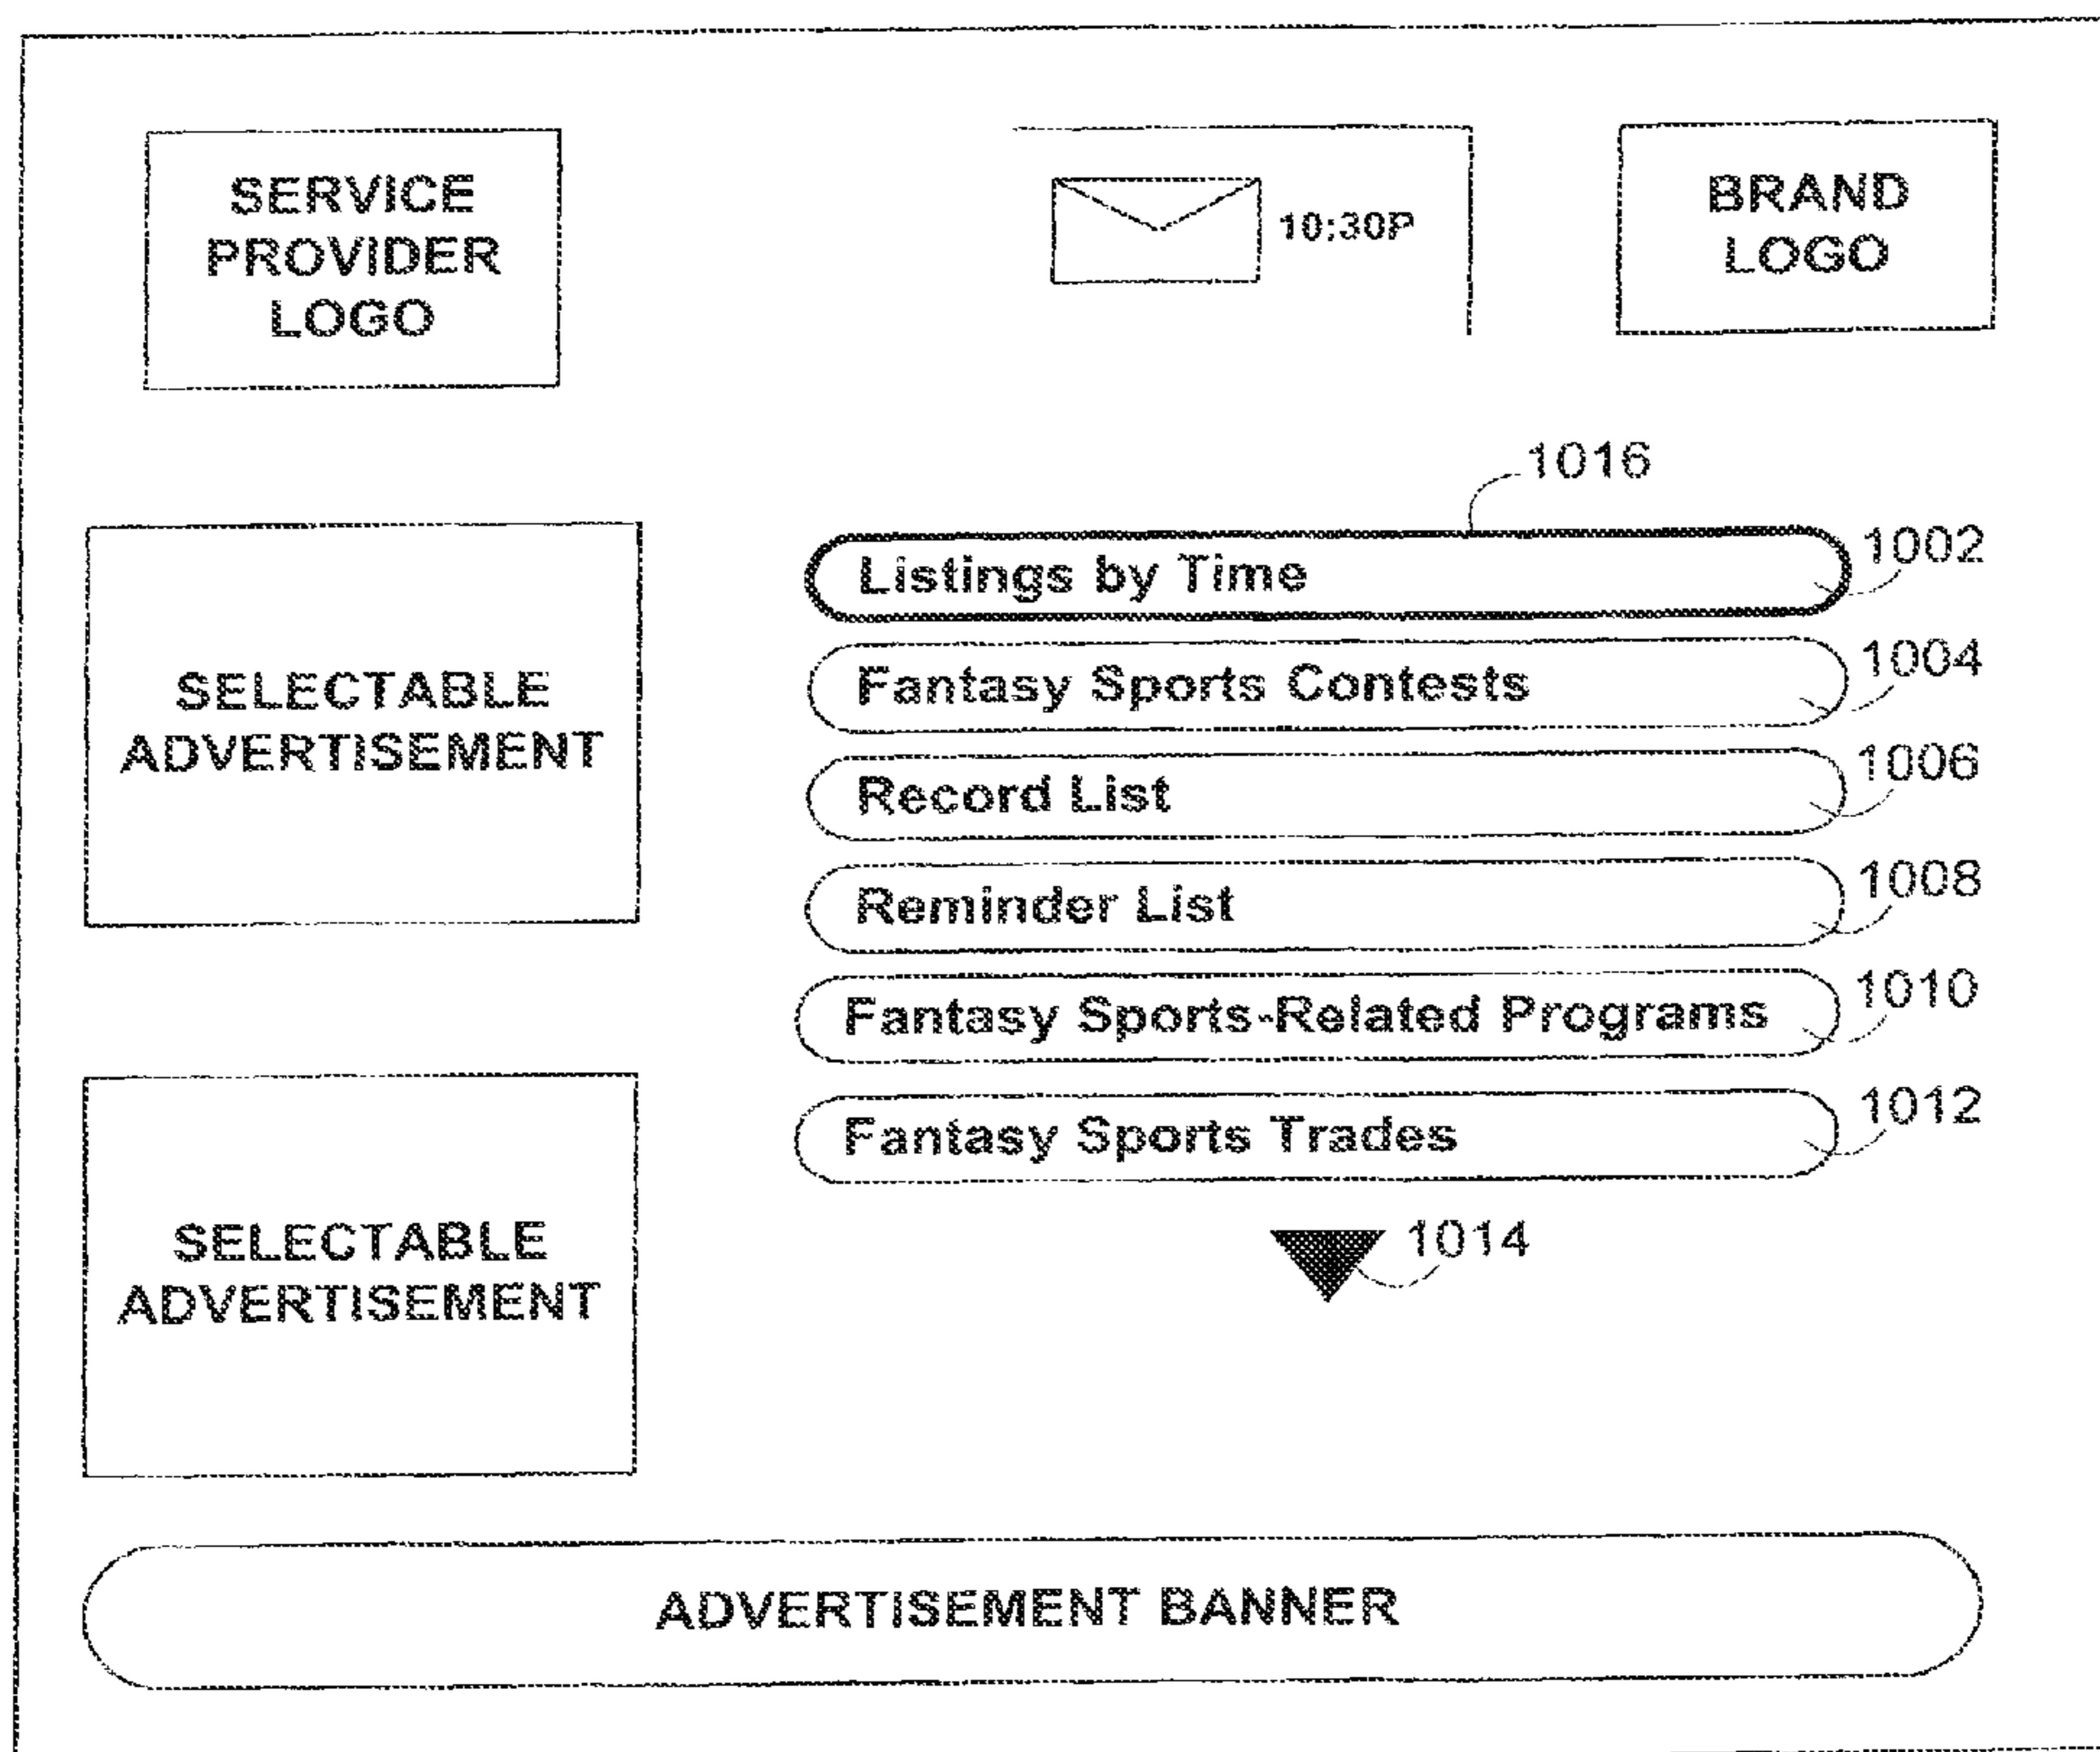 SERVICE
PROVIDER
LOGO
10:30P
BRAND
LOGO
1016
SELECTABLE
ADVERTISEMENT
Listings by Time 1002
Fantasy Sports Contests 1004
Record List 1006
Reminder List 1008
Fantasy Sports-Related Programs 1010
Fantasy Sports Trades 1012
1014
SELECTABLE
ADVERTISEMENT
ADVERTISEMENT BANNER